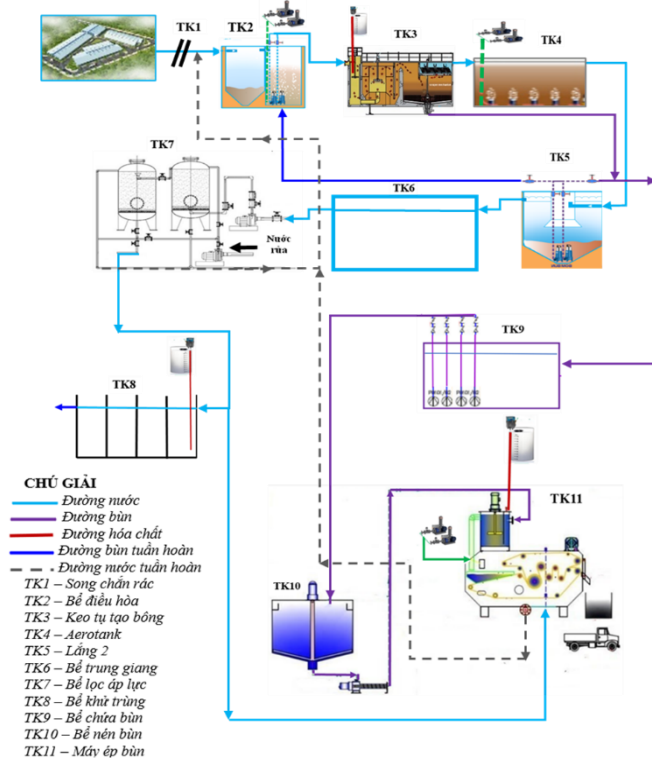 TK1
TK2
TK3
TK4
TK7
TK5
TK6
Nước
rửa
TK9
TK8
TK11
TK10
CHÚ GIẢI
Đường nước
Đường bùn
Đường hóa chất
Đường bùn tuần hoàn
Đường nước tuần hoàn
TK1 – Song chắn rác
TK2 – Bể điều hòa
TK3 – Keo tụ tạo bông
TK4 – Aerotank
TK5 – Lắng 2
TK6 – Bể trung giang
TK7 – Bể lọc áp lực
TK8 – Bể khử trùng
TK9 – Bể chứa bùn
TK10 – Bể nén bùn
TK11 – Máy ép bùn